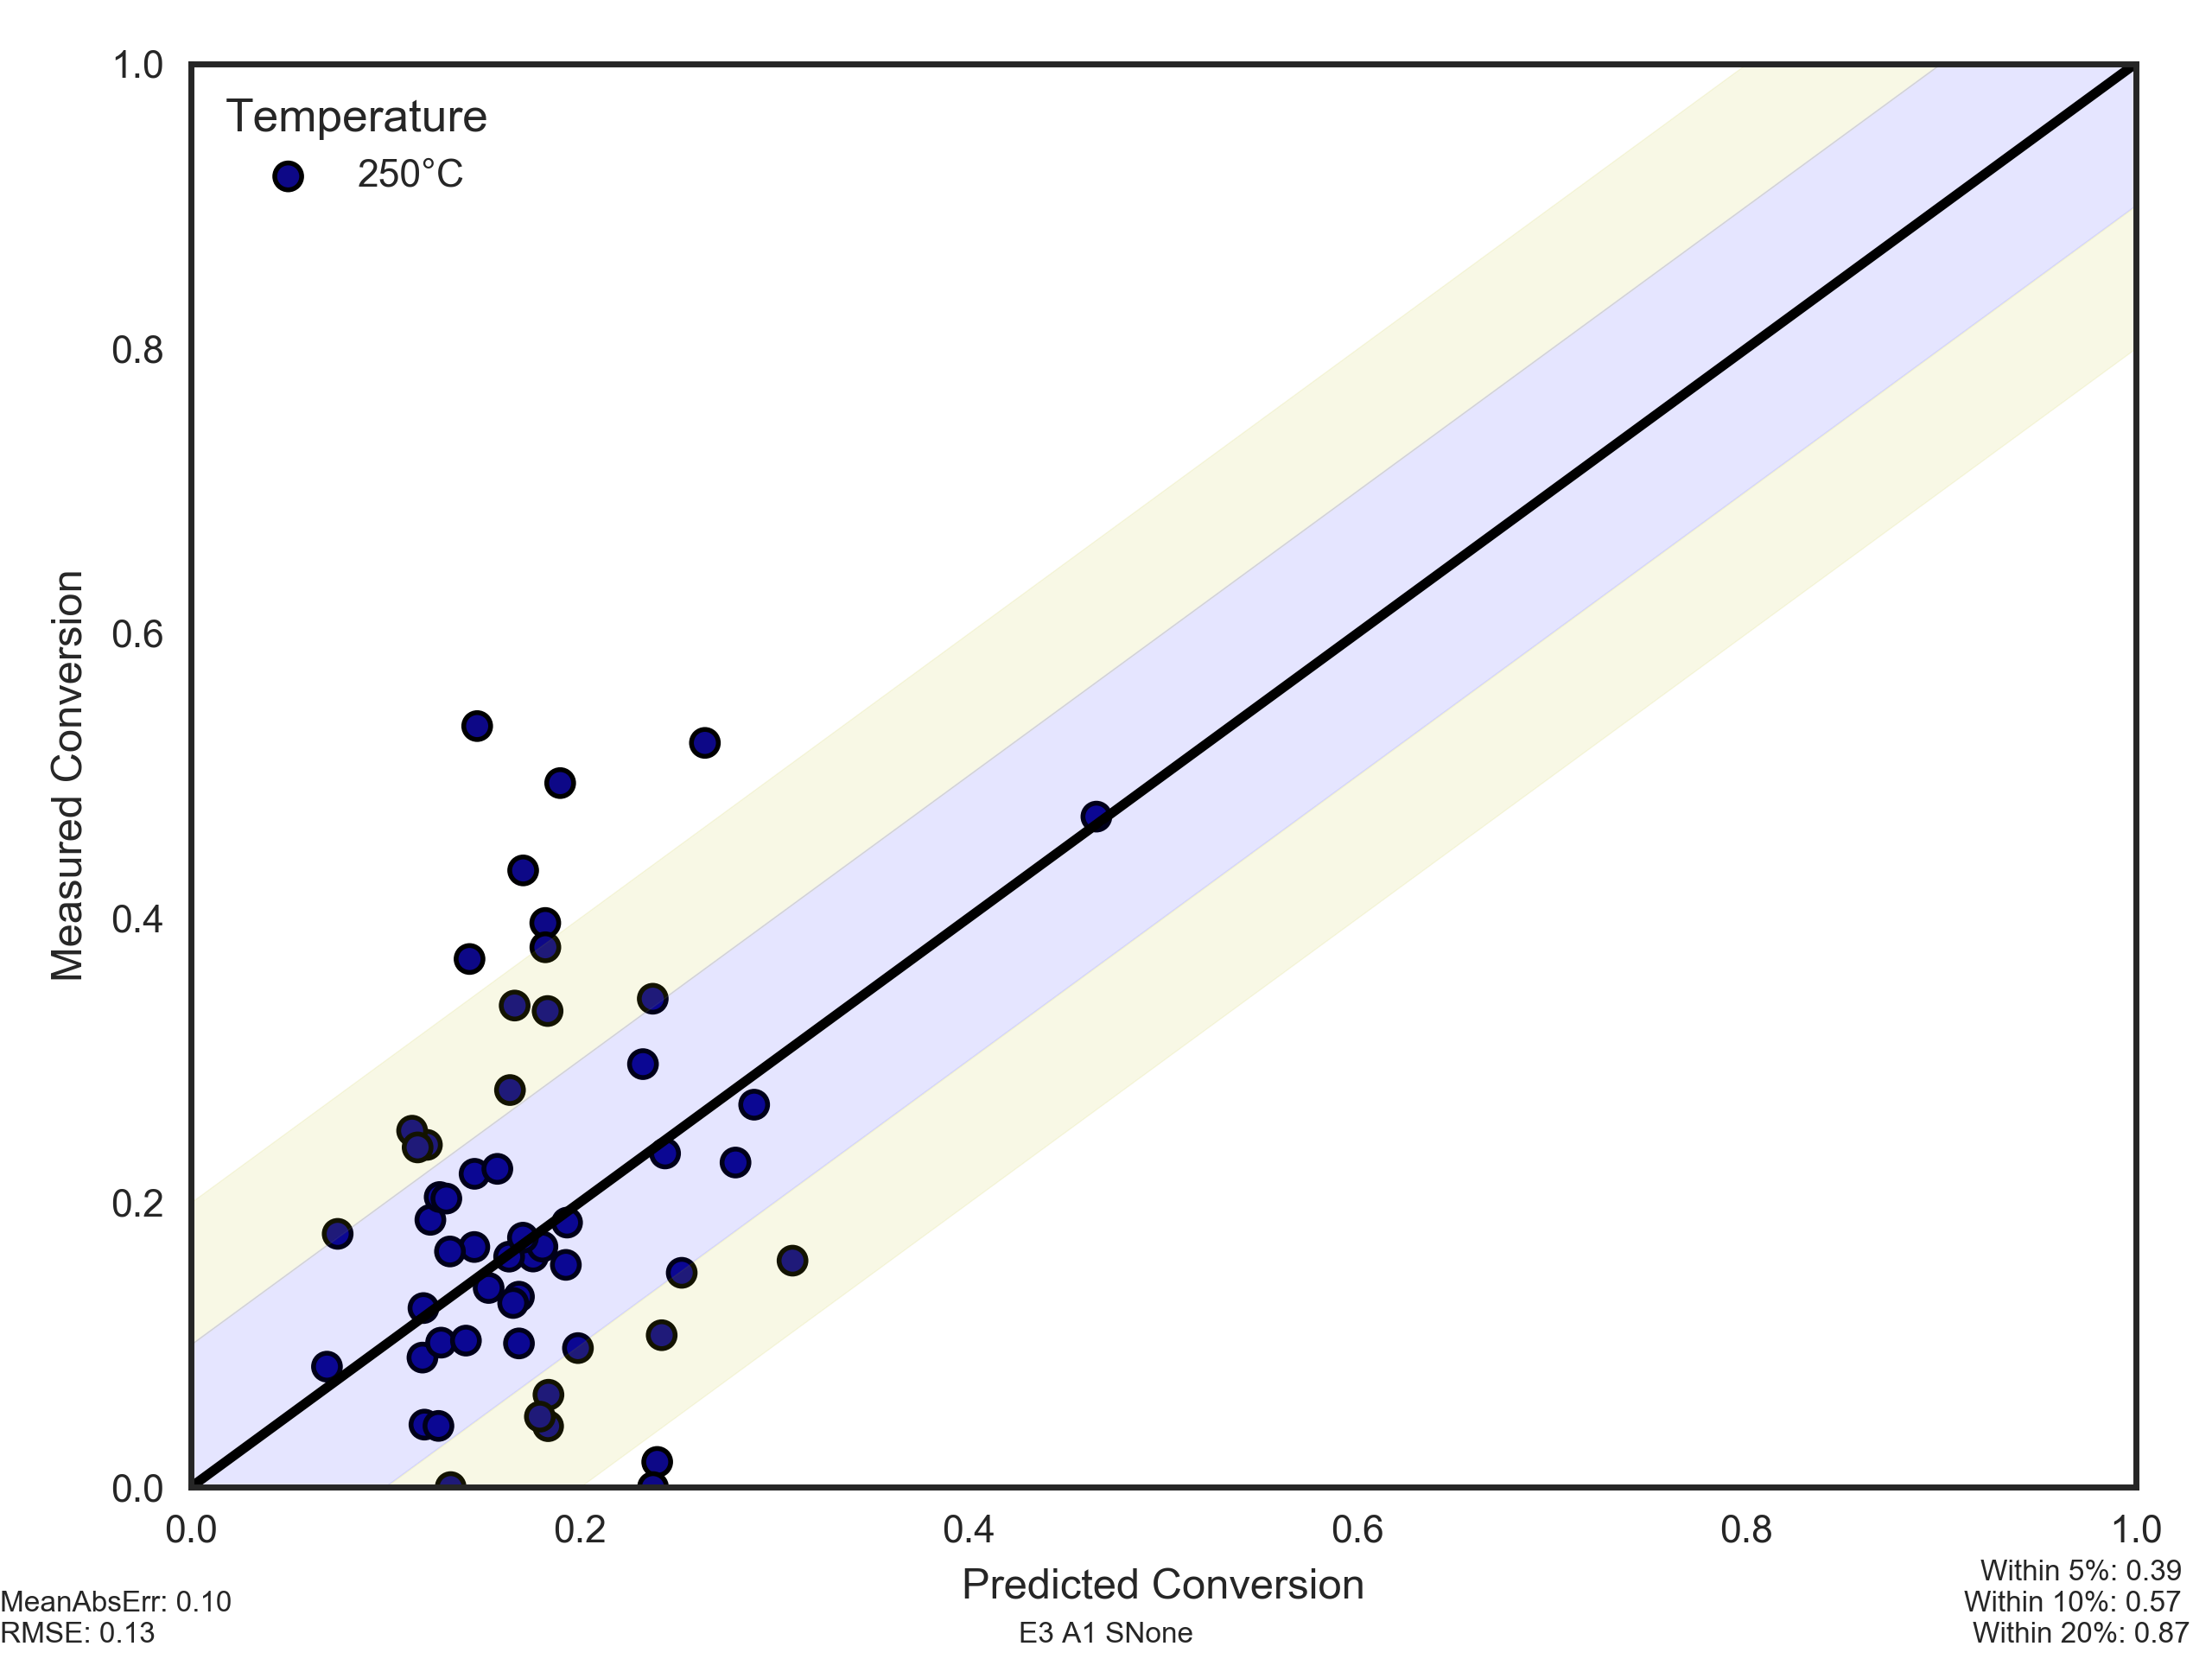 Temperature
250°C
1.0
0.8
0.6
0.4
0.2
0.0
Measured Conversion
0.0 0.2 0.4 0.6 0.8 1.0
Predicted Conversion
E3 A1 SNone
MeanAbsErr: 0.10
RMSE: 0.13
Within 5%: 0.39
Within 10%: 0.57
Within 20%: 0.87